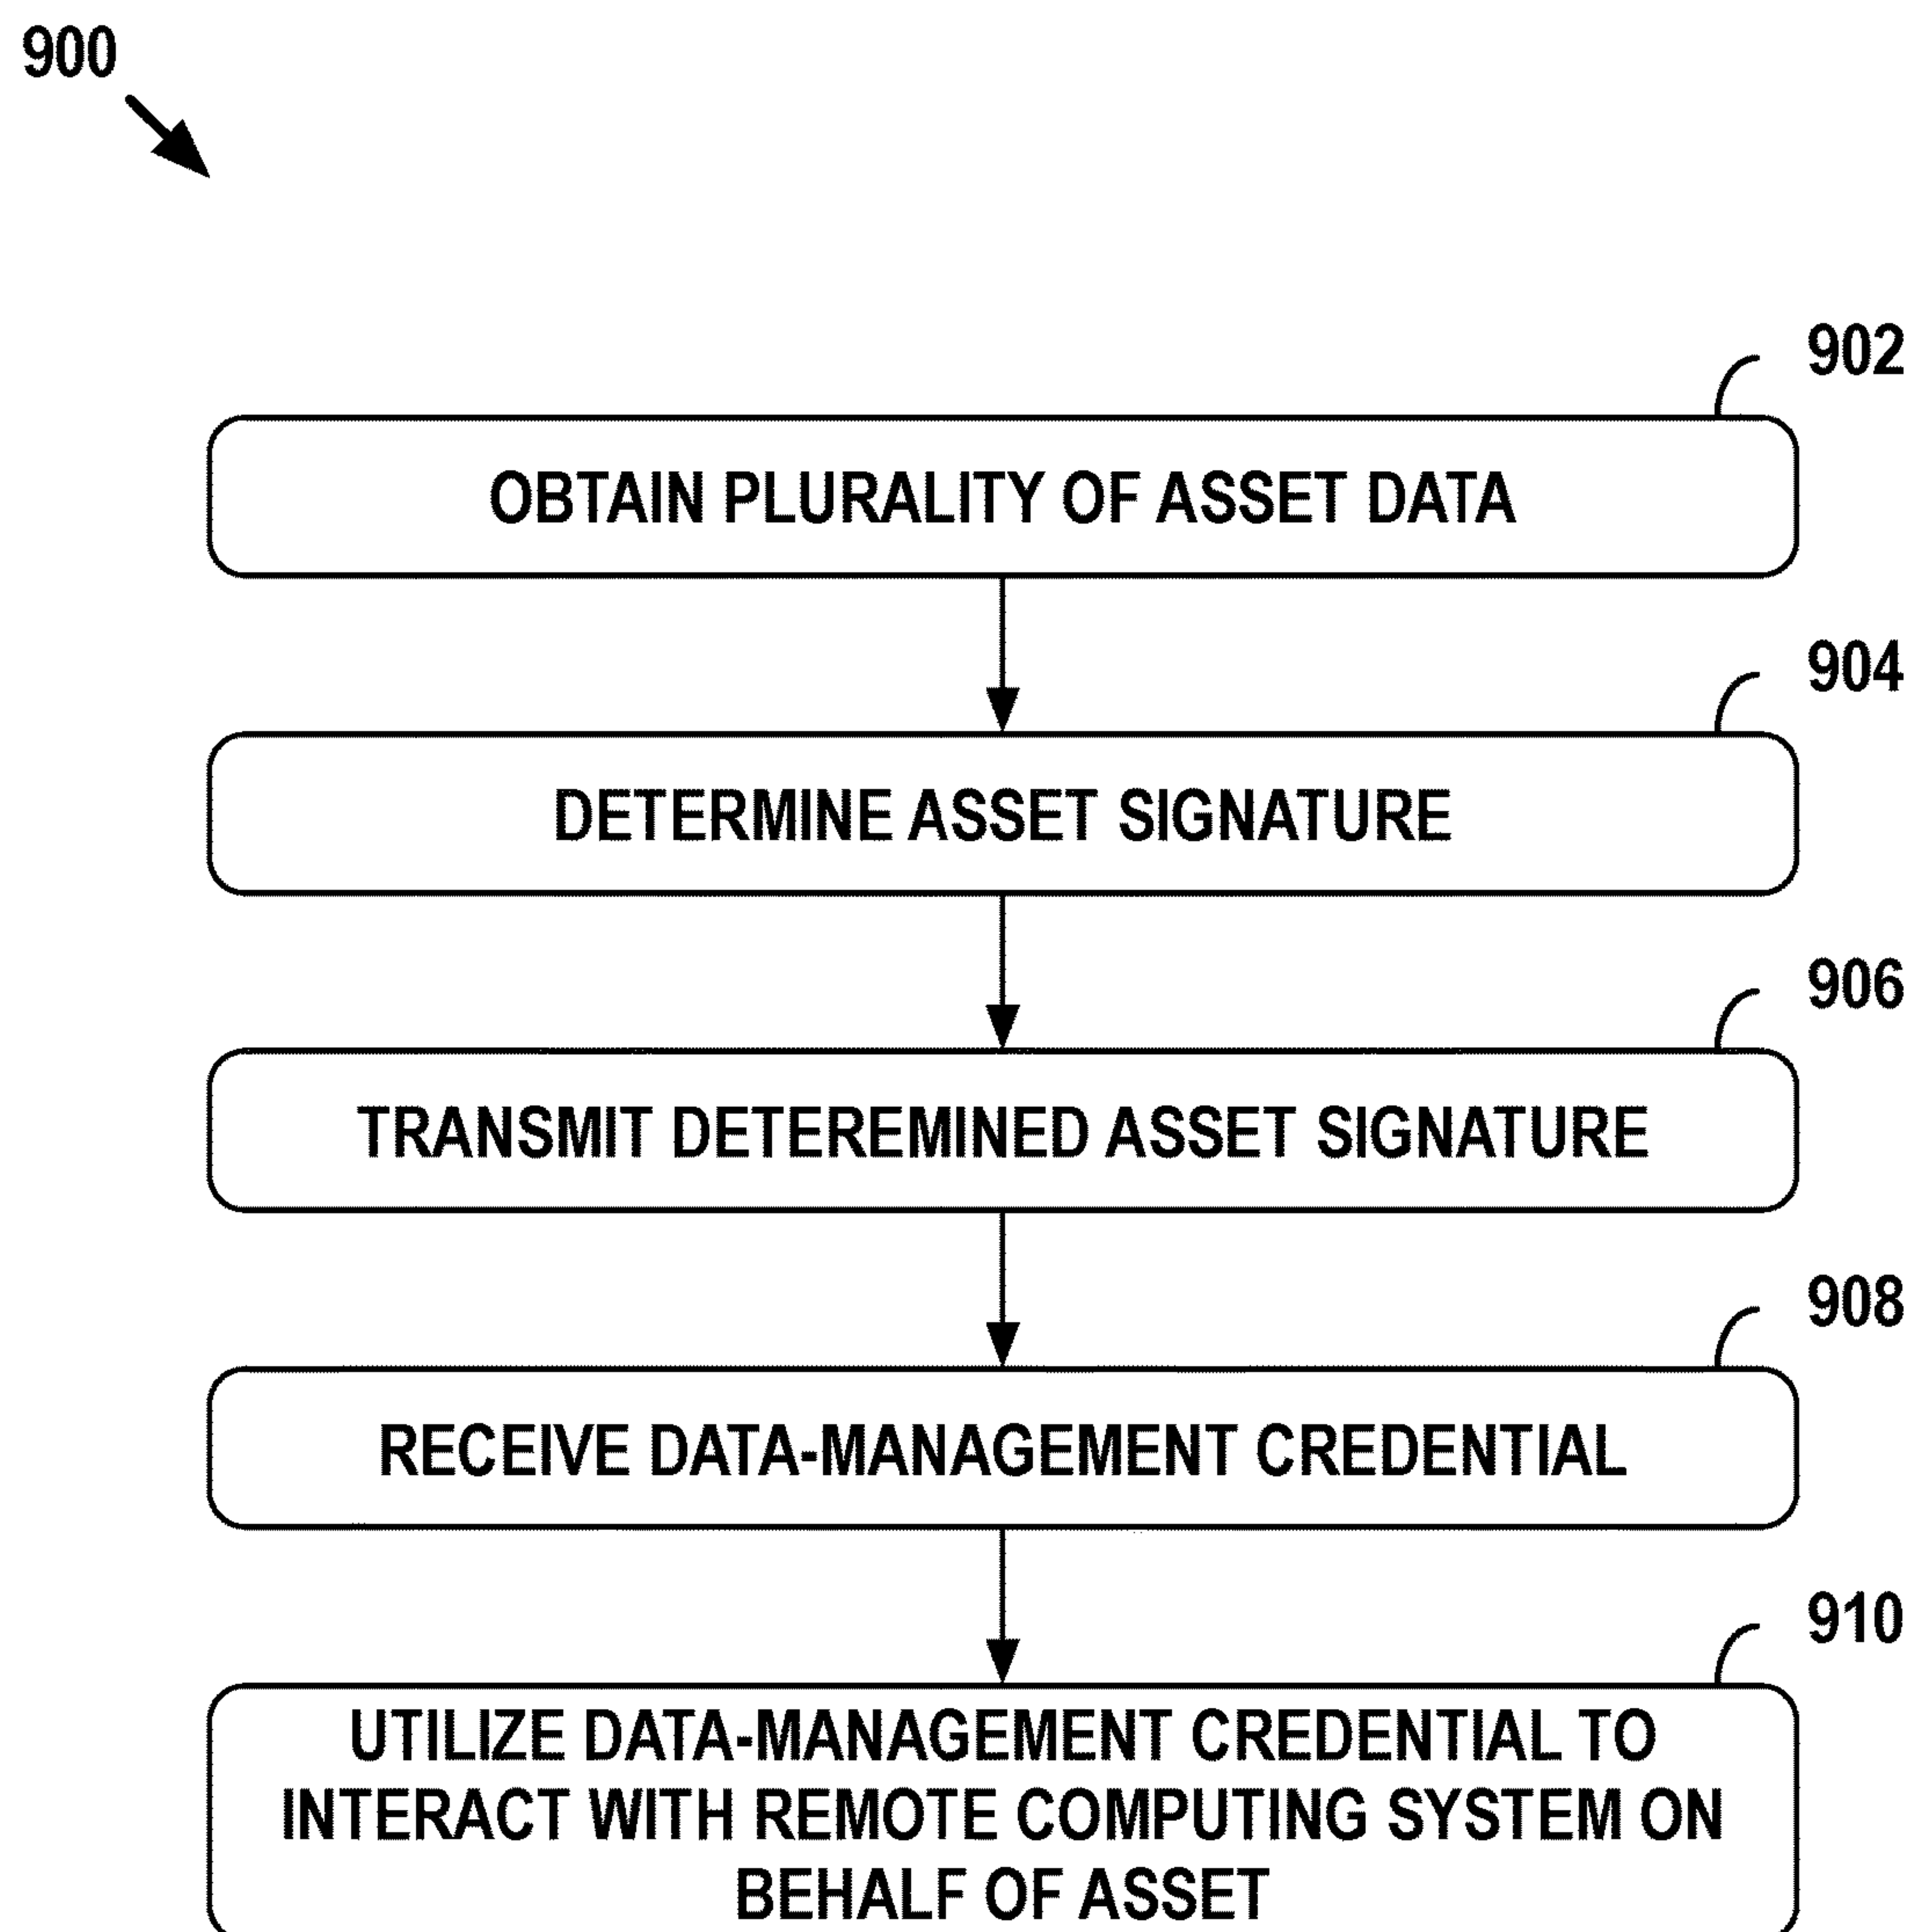 900
902
OBTAIN PLURALITY OF ASSET DATA
904
DETERMINE ASSET SIGNATURE
906
TRANSMIT DETEREMINED ASSET SIGNATURE
908
RECEIVE DATA-MANAGEMENT CREDENTIAL
910
UTILIZE DATA-MANAGEMENT CREDENTIAL TO
INTERACT WITH REMOTE COMPUTING SYSTEM ON
BEHALF OF ASSET